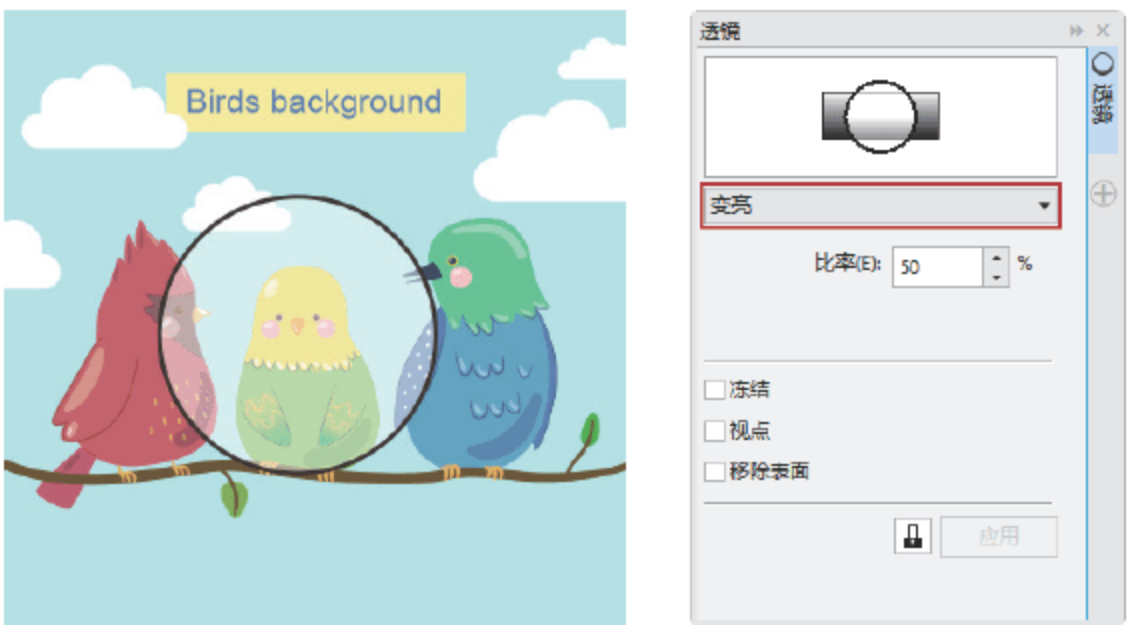 Birds background
透镜
透镜
变亮
比率(E): 50 %
冻结
视点
移除表面
应用